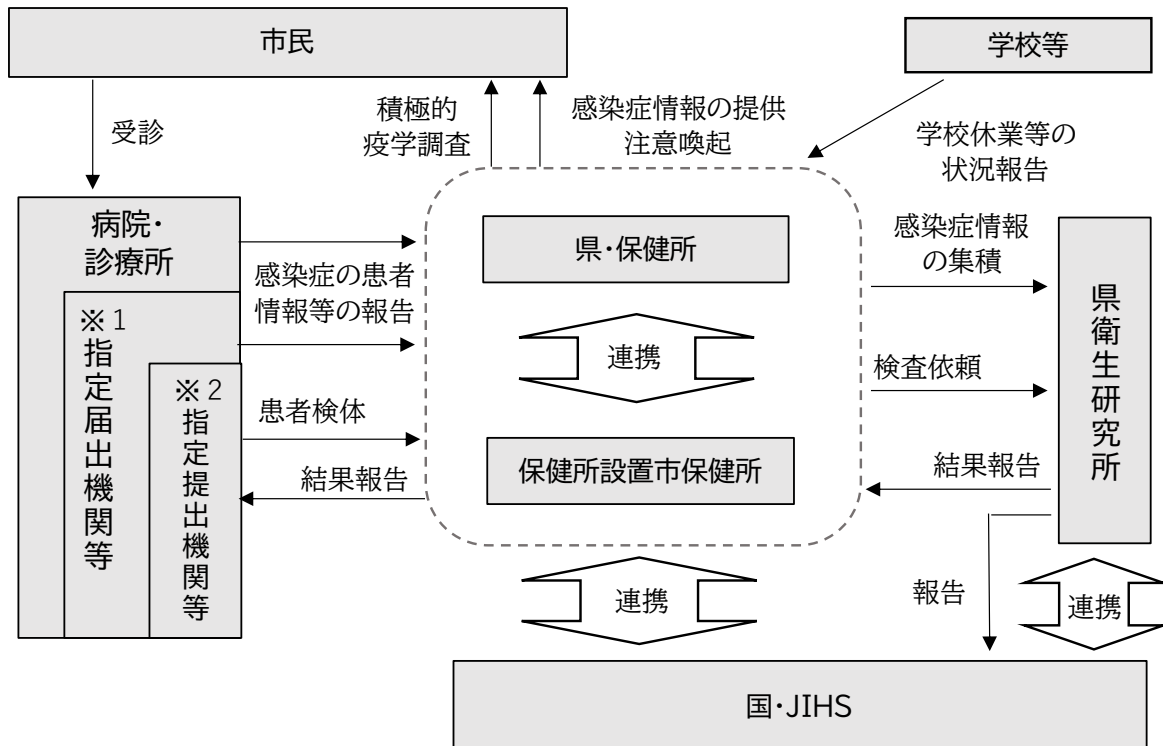 市民
学校等
受診
積極的
疫学調査
感染症情報の提供
注意喚起
学校休業等の
状況報告
病院・
診療所
県・保健所
感染症情報
の集積
感染症の患者
情報等の報告
※1
指定届出機関等
連携
県衛生研究所
※2
指定提出機関等
検査依頼
患者検体
保健所設置市保健所
結果報告
結果報告
連携
報告
連携
国・JIHS